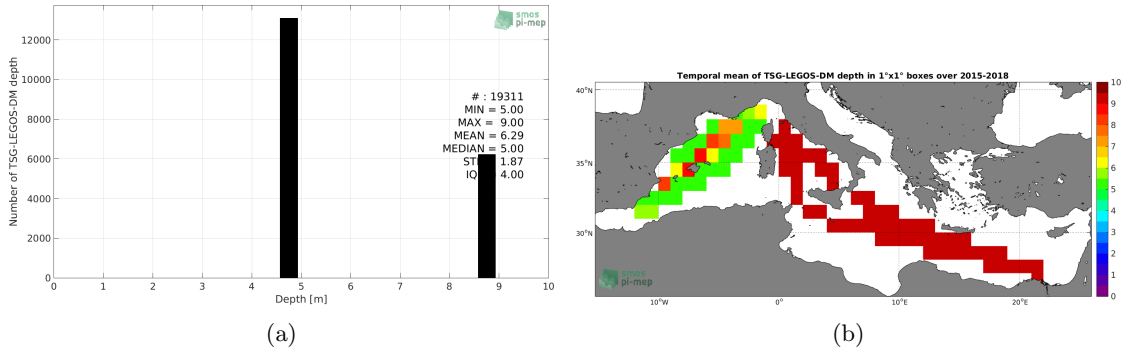 smos
pi-mep
Number of TSG-LEGOS-DM depth
12000
10000
8000
6000
4000
2000
0
# : 19311
MIN = 5.00
MAX = 9.00
MEAN = 6.29
MEDIAN = 5.00
1.87
4.00
0 1 2 3 4 5 6 7 8 9 10
Depth [m]
(a)
Temporal mean of TSG-LEGOS-DM depth in 1°x1° boxes over 2015-2018
40°N
35°N
30°N
10°W 0° 10°E 20°E
10
9
8
7
6
5
4
3
2
1
0
smos
pi-mep
(b)